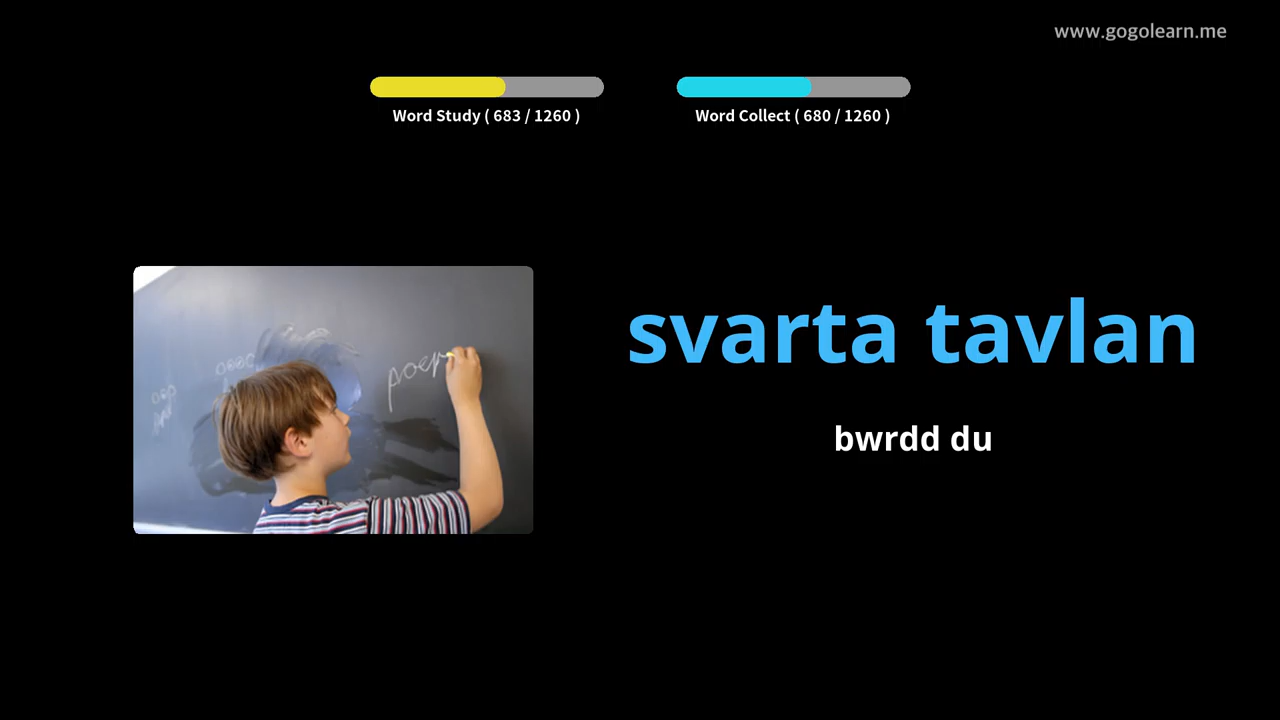 www.gogolearn.me
Word Study ( 683 / 1260 )
Word Collect ( 680 / 1260 )
svarta tavlan
bwrdd du